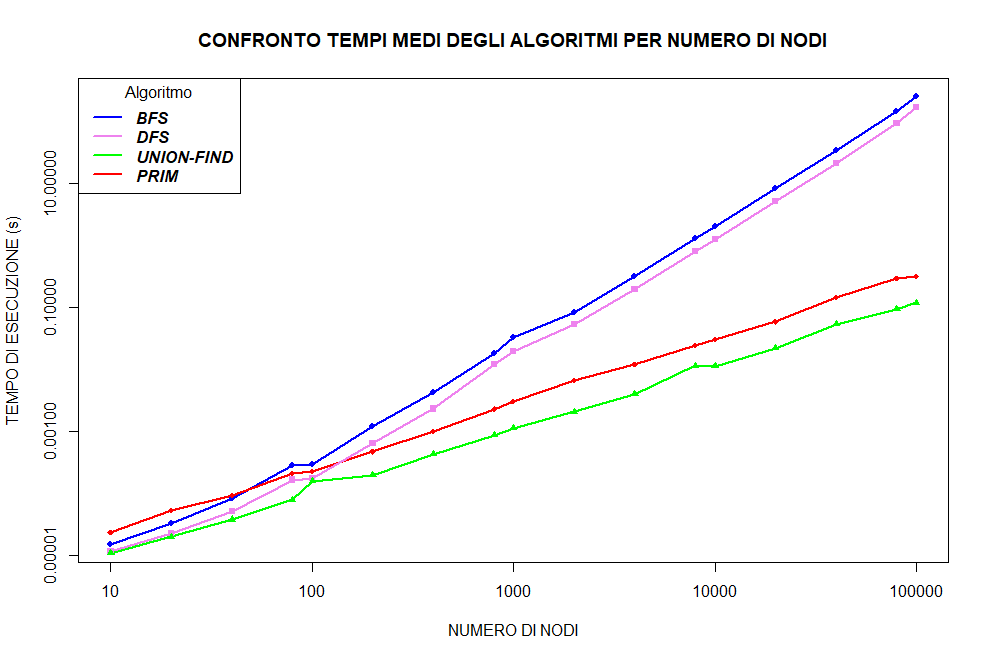 CONFRONTO TEMPI MEDI DEGLI ALGORITMI PER NUMERO DI NODI
Algoritmo
BFS
DFS
UNION-FIND
PRIM
TEMPO DI ESECUZIONE (s)
10.00000
0.10000
0.00100
0.00001
10
100
1000
10000
100000
NUMERO DI NODI